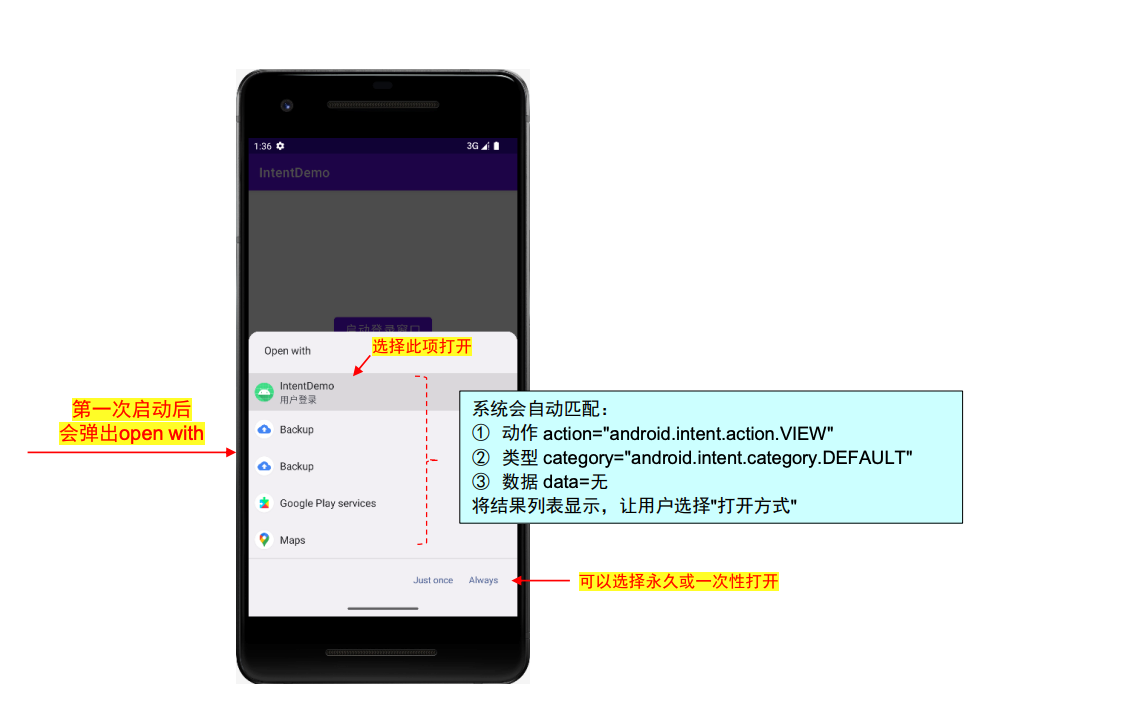 1:36
3G
IntentDemo
启动登录窗口
Open with
选择此项打开
IntentDemo
用户登录
Backup
Backup
Google Play services
Maps
Just once
Always
第一次启动后
会弹出open with
系统会自动匹配：
① 动作 action="android.intent.action.VIEW"
② 类型 category="android.intent.category.DEFAULT"
③ 数据 data=无
将结果列表显示，让用户选择"打开方式"
可以选择永久或一次性打开